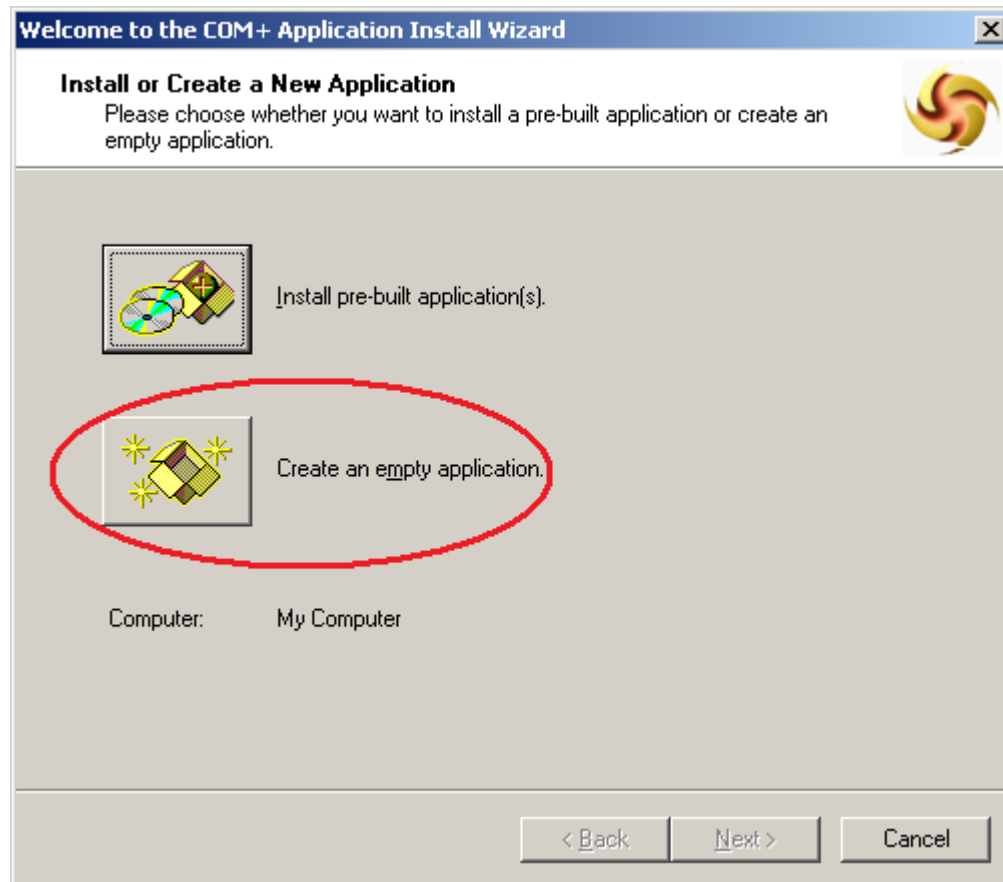 Welcome to the COM+ Application Install Wizard
Install or Create a New Application
Please choose whether you want to install a pre-built application or create an
empty application.
Install pre-built application(s).
Create an empty application.
Computer: My Computer
< Back Next > Cancel